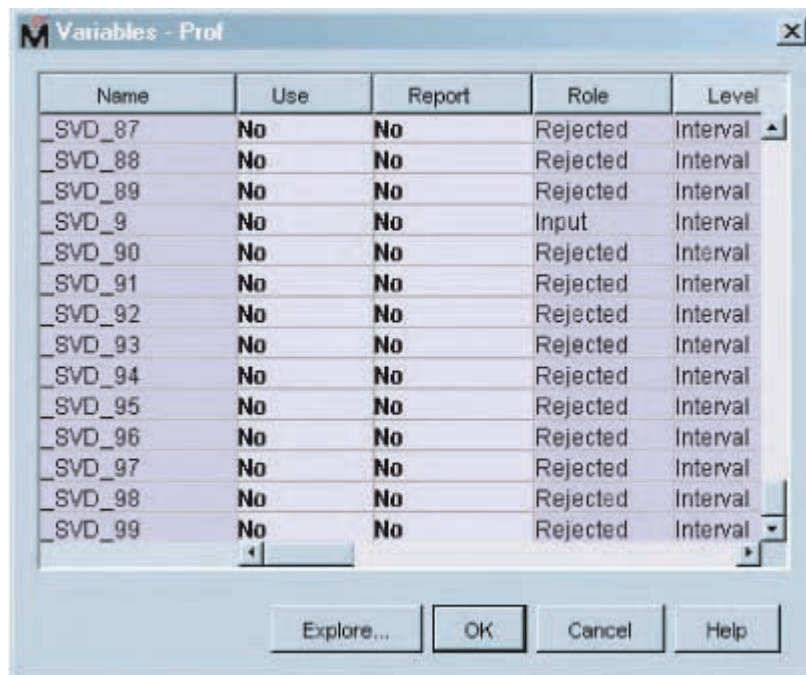 Variables - Prof
Name Use Report Role Level
_SVD_87 No No Rejected Interval
_SVD_88 No No Rejected Interval
_SVD_89 No No Rejected Interval
_SVD_9 No No Input Interval
_SVD_90 No No Rejected Interval
_SVD_91 No No Rejected Interval
_SVD_92 No No Rejected Interval
_SVD_93 No No Rejected Interval
_SVD_94 No No Rejected Interval
_SVD_95 No No Rejected Interval
_SVD_96 No No Rejected Interval
_SVD_97 No No Rejected Interval
_SVD_98 No No Rejected Interval
_SVD_99 No No Rejected Interval
Explore... OK Cancel Help